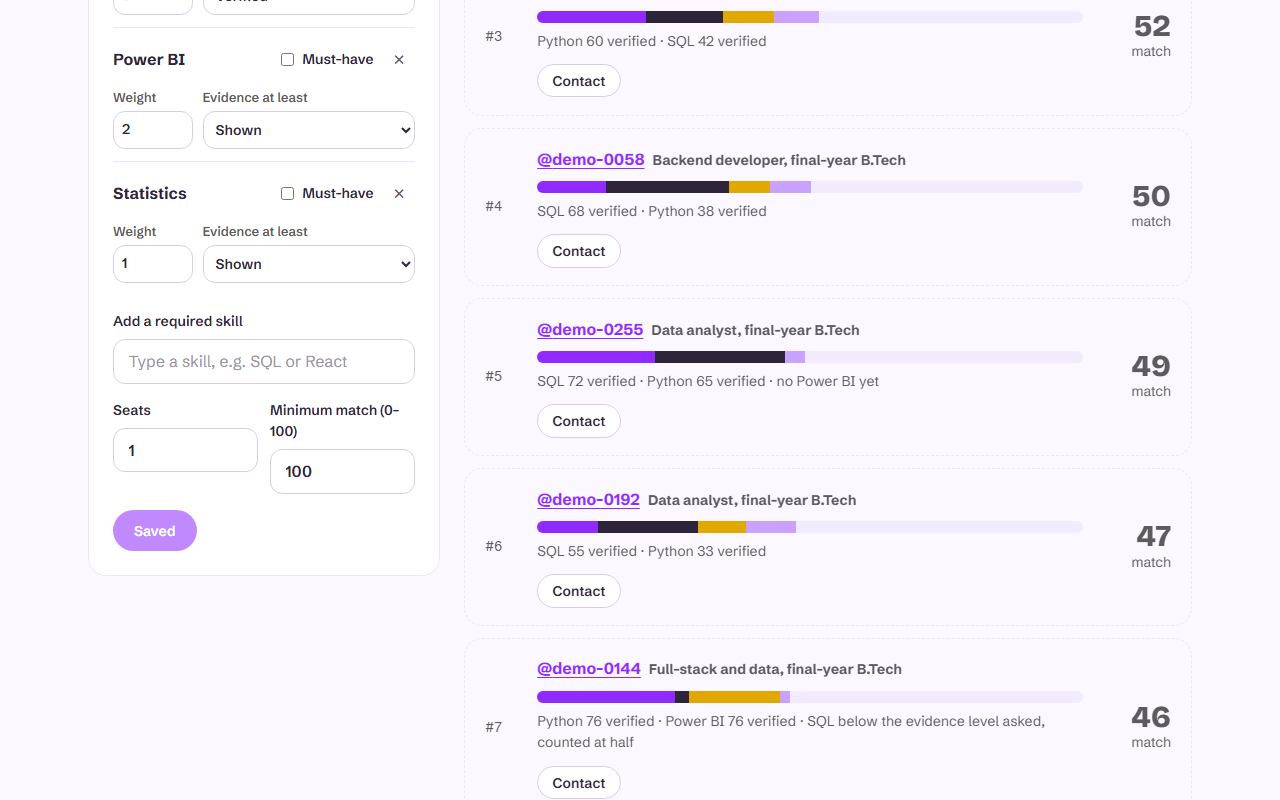 Power BI
Must-have
×
Weight
Evidence at least
2
Shown
Statistics
Must-have
×
Weight
Evidence at least
1
Shown
Add a required skill
Type a skill, e.g. SQL or React
Seats
Minimum match (0–
100)
1
100
Saved
#3
Python 60 verified · SQL 42 verified
Contact
52
match
#4
@demo-0058 Backend developer, final-year B.Tech
SQL 68 verified · Python 38 verified
Contact
50
match
#5
@demo-0255 Data analyst, final-year B.Tech
SQL 72 verified · Python 65 verified · no Power BI yet
Contact
49
match
#6
@demo-0192 Data analyst, final-year B.Tech
SQL 55 verified · Python 33 verified
Contact
47
match
#7
@demo-0144 Full-stack and data, final-year B.Tech
Python 76 verified · Power BI 76 verified · SQL below the evidence level asked,
counted at half
Contact
46
match